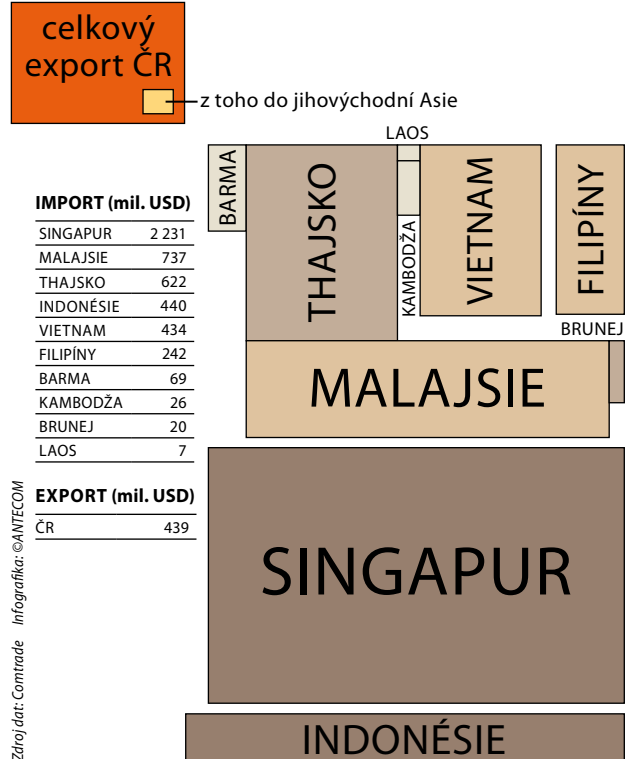 celkový
export ČR
z toho do jihovýchodní Asie
LAOS
BARMA
THAJSKO
KAMBODŽA
VIETNAM
FILIPÍNY
BRUNEJ
MALAJSIE
SINGAPUR
INDONÉSIE
IMPORT (mil. USD)
SINGAPUR 2 231
MALAJSIE 737
THAJSKO 622
INDONÉSIE 440
VIETNAM 434
FILIPÍNY 242
BARMA 69
KAMBODŽA 26
BRUNEJ 20
LAOS 7
EXPORT (mil. USD)
ČR 439
Zdroj dat: Comtrade Infografika: ©ANTECOM